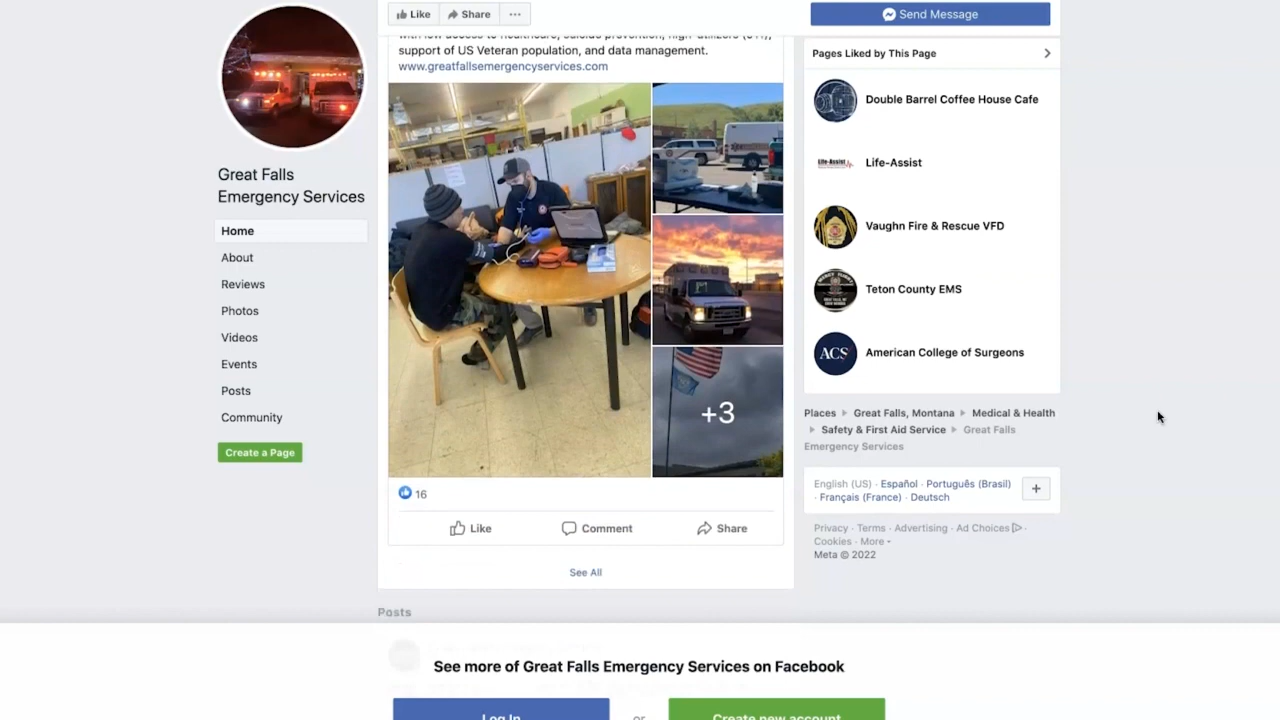 Like Share ...
Send Message
support of US Veteran population, and data management.
www.greatfallsemergencyservices.com
Great Falls
Emergency Services
Home
About
Reviews
Photos
Videos
Events
Posts
Community
Create a Page
+3
16
Like Comment Share
See All
Posts
Pages Liked by This Page
Double Barrel Coffee House Cafe
Life-Assist
Life-Assist
Vaughn Fire & Rescue VFD
Teton County EMS
ACS
American College of Surgeons
Places Great Falls, Montana Medical & Health
Safety & First Aid Service Great Falls
Emergency Services
English (US) · Español · Português (Brasil)
· Français (France) · Deutsch
+
Privacy · Terms · Advertising · Ad Choices ·
Cookies · More
Meta © 2022
See more of Great Falls Emergency Services on Facebook
Log In or Create new account